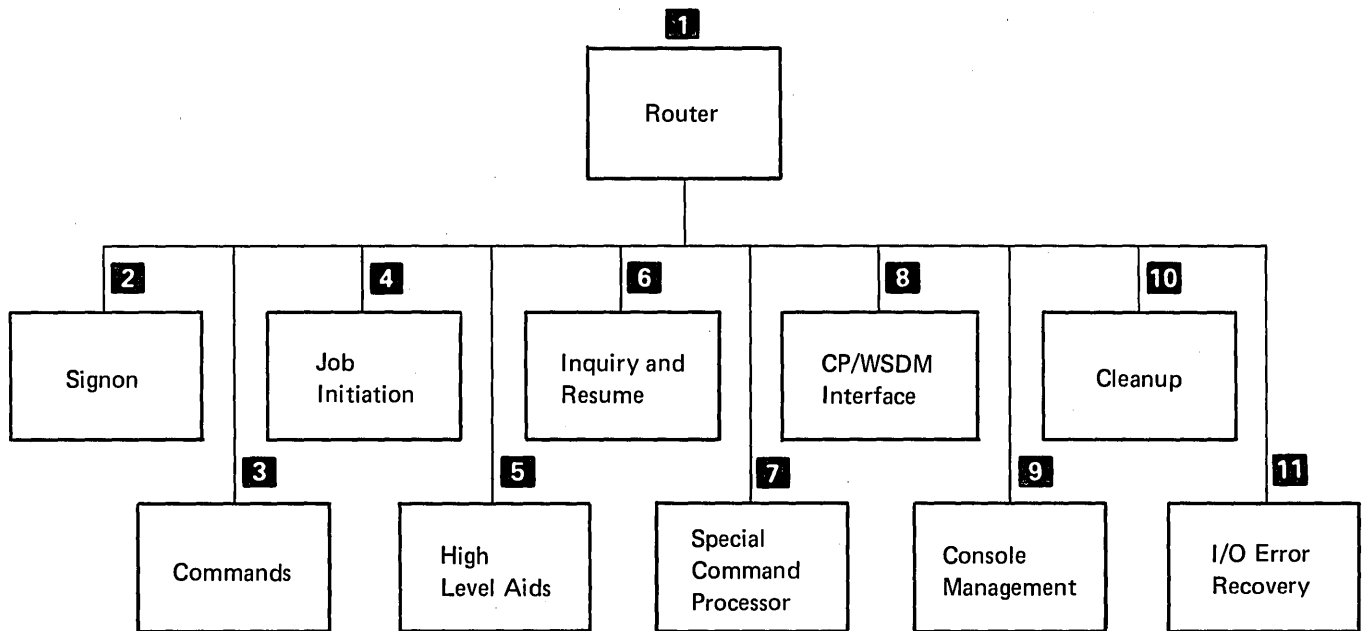 1
Router
2
Signon
4
Job
Initiation
6
Inquiry and
Resume
8
CP/WSDM
Interface
10
Cleanup
3
Commands
5
High
Level Aids
7
Special
Command
Processor
9
Console
Management
11
I/O Error
Recovery